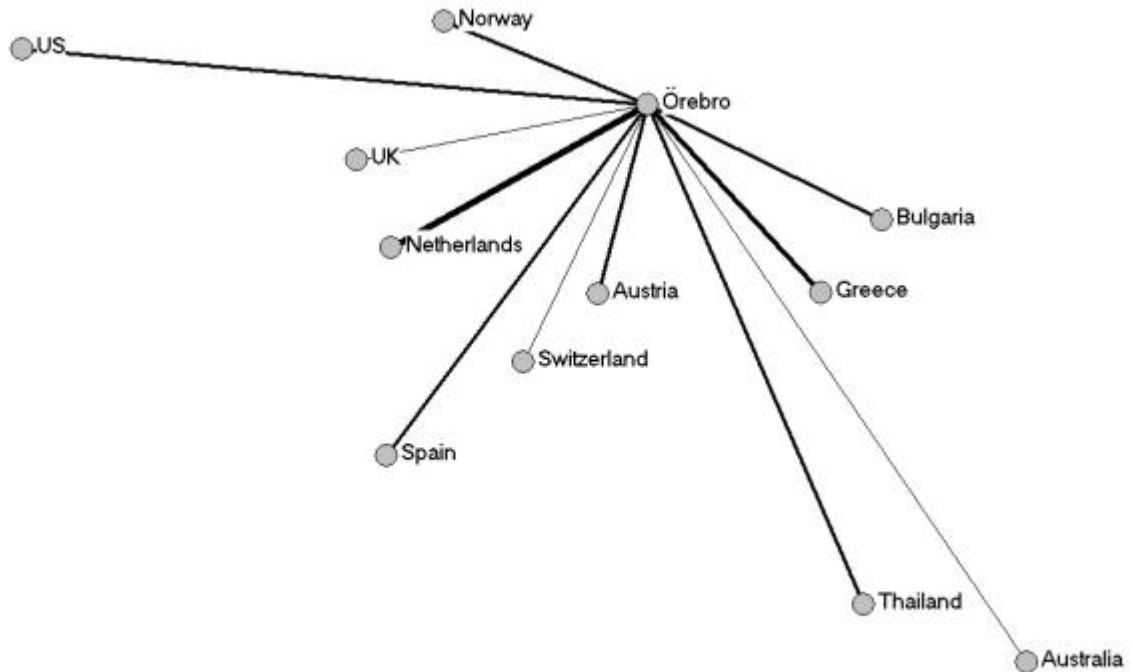 Norway
US
Örebro
UK
Bulgaria
Netherlands
Austria
Greece
Switzerland
Spain
Thailand
Australia